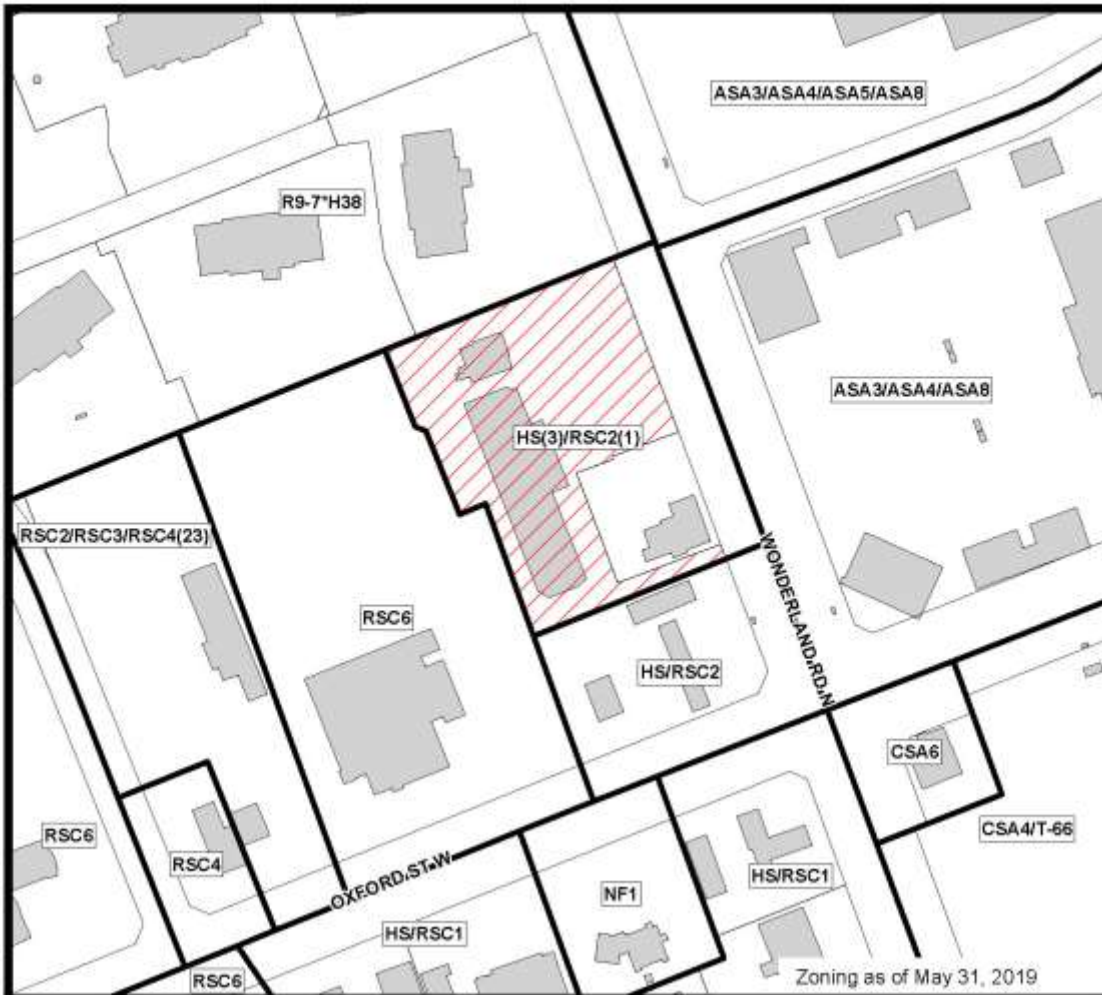 ASA3/ASA4/ASA5/ASA8
R9-7*H38
ASA3/ASA4/ASA8
HS(3)/RSC2(1)
RSC2/RSC3/RSC4(23)
WONDERLAND RD N
RSC6
HS/RSC2
CSA6
RSC6
RSC4
CSA4/T-66
OXFORD ST W
HS/RSC1
NF1
HS/RSC1
RSC6
Zoning as of May 31, 2019